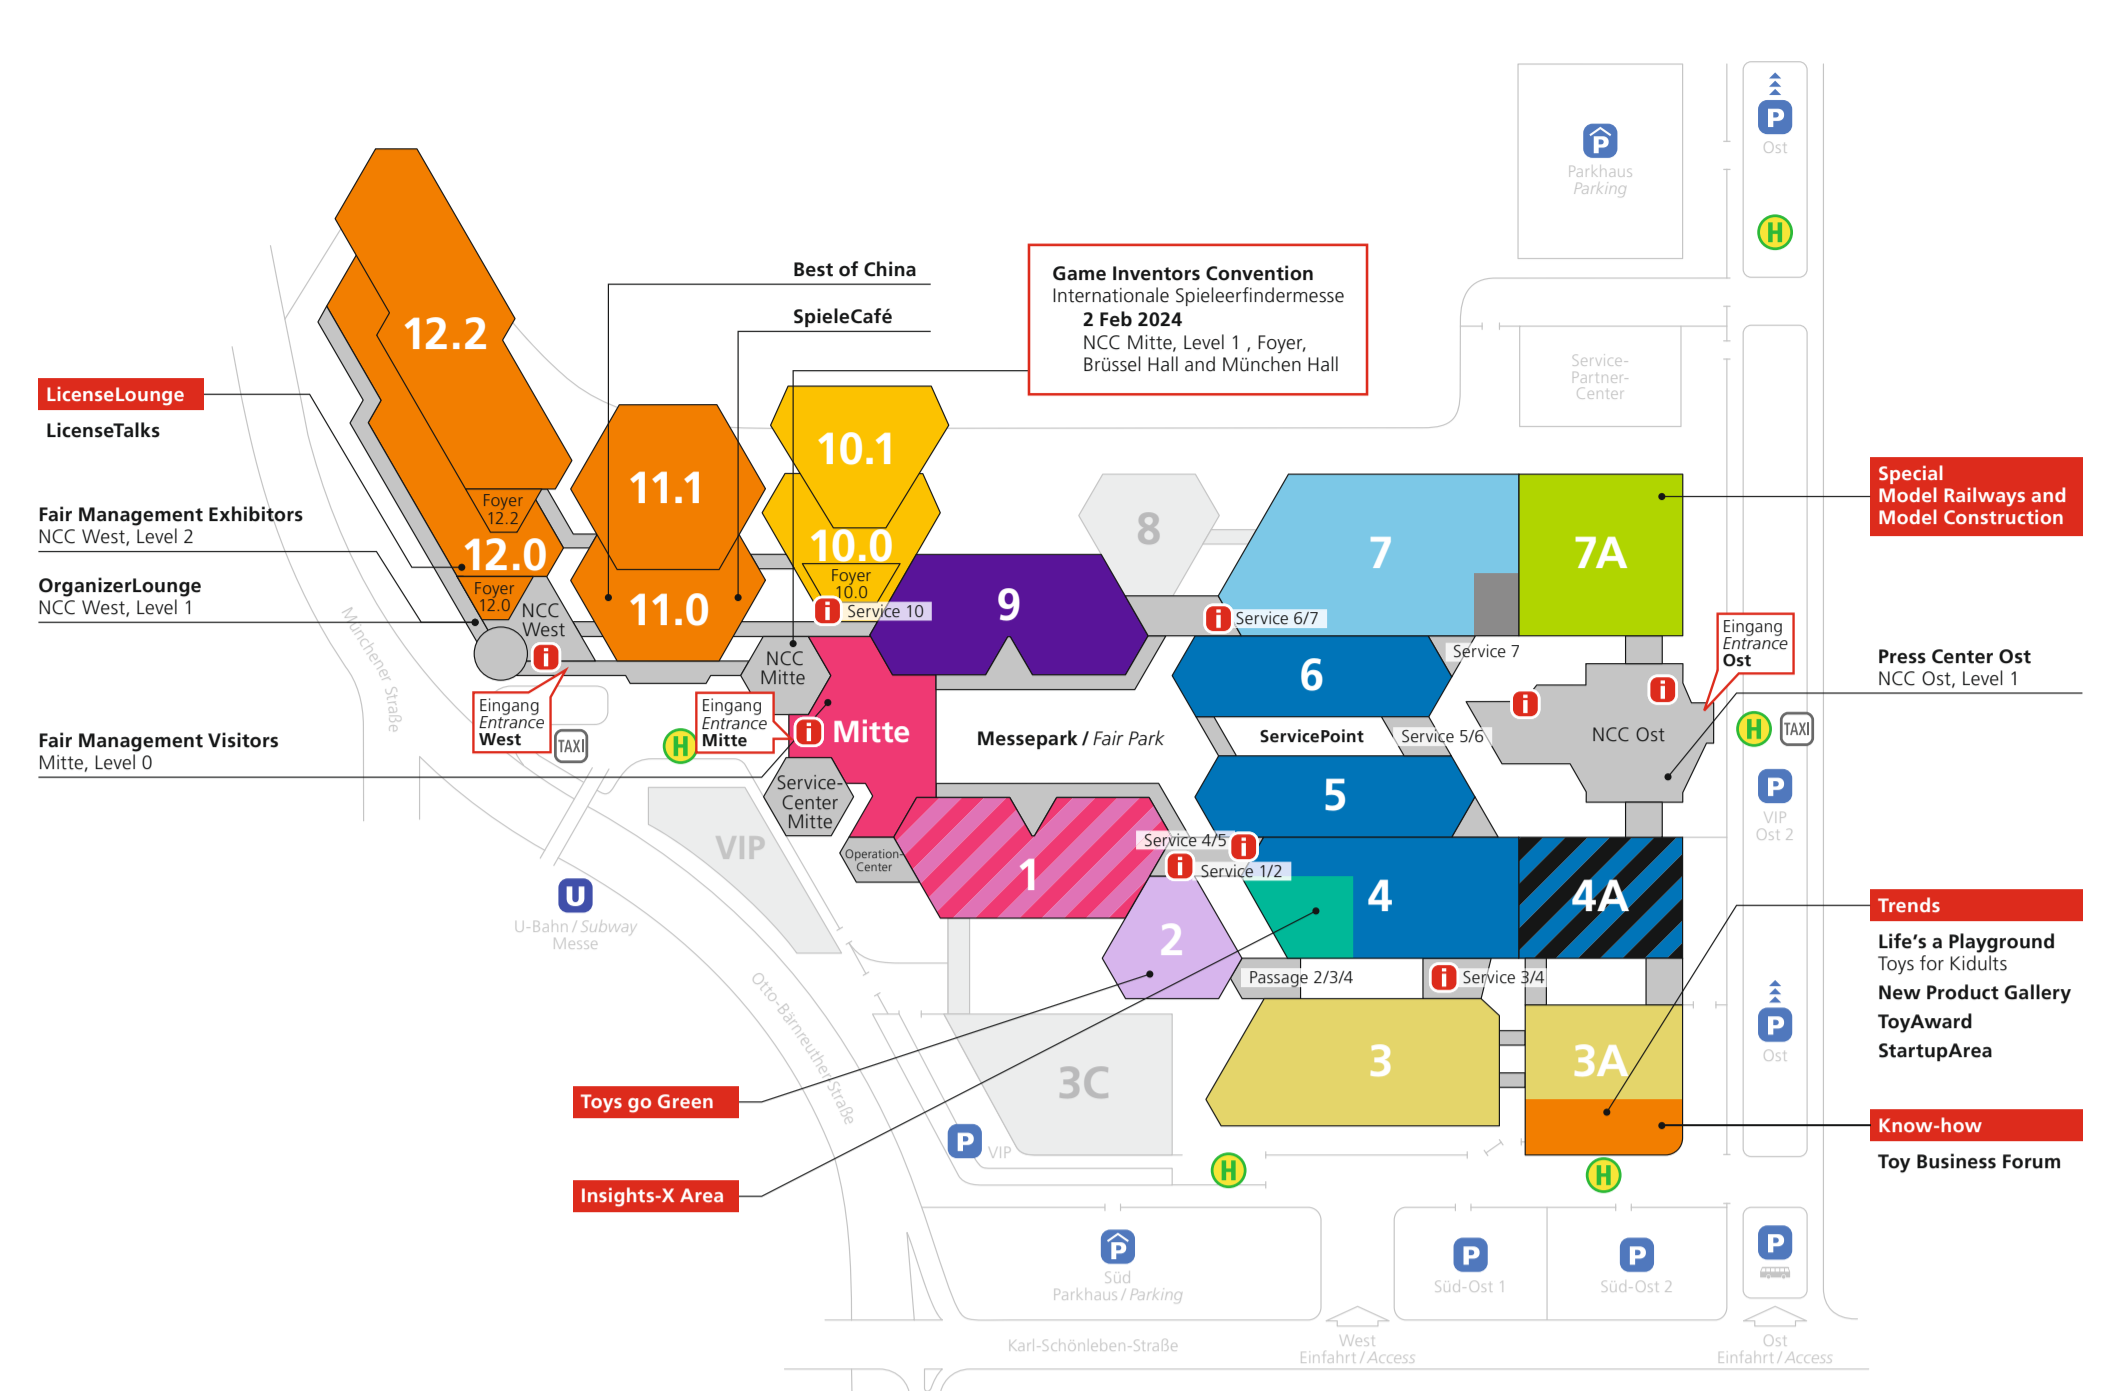 P
Ost
P
Parkhaus
Parking
H
Best of China
SpieleCafé
Game Inventors Convention
Internationale Spieleerfindermesse
2 Feb 2024
NCC Mitte, Level 1 , Foyer,
Brüssel Hall and München Hall
Service-
Partner-
Center
LicenseLounge
LicenseTalks
Fair Management Exhibitors
NCC West, Level 2
OrganizerLounge
NCC West, Level 1
Fair Management Visitors
Mitte, Level 0
12.2
Foyer
12.2
12.0
Foyer
12.0
NCC
West
i
11.1
11.0
10.1
10.0
Foyer
10.0
i Service 10
9
8
7
7A
i Service 6/7
Special
Model Railways and
Model Construction
Eingang
Entrance
Ost
Press Center Ost
NCC Ost, Level 1
6
Service 7
i
i
NCC Ost
NCC
Mitte
Eingang
Entrance
West
TAXI
H
Eingang
Entrance
Mitte
i
Mitte
Messepark / Fair Park
ServicePoint
Service 5/6
H
TAXI
P
VIP
Ost 2
Service-
Center
Mitte
Operation-
Center
5
1
Service 4/5 i
i Service 1/2
4
4A
2
VIP
U
U-Bahn / Subway
Messe
Münchener Straße
Otto-Bärnreuther-Straße
Passage 2/3/4
i Service 3/4
3
3A
3C
Trends
Life's a Playground
Toys for Kidults
New Product Gallery
ToyAward
StartupArea
P
Ost
Know-how
Toy Business Forum
Toys go Green
Insights-X Area
P VIP
H
H
P
Süd
Parkhaus / Parking
P
Süd-Ost 1
P
Süd-Ost 2
P
Karl-Schönleben-Straße
West
Einfahrt / Access
Ost
Einfahrt / Access